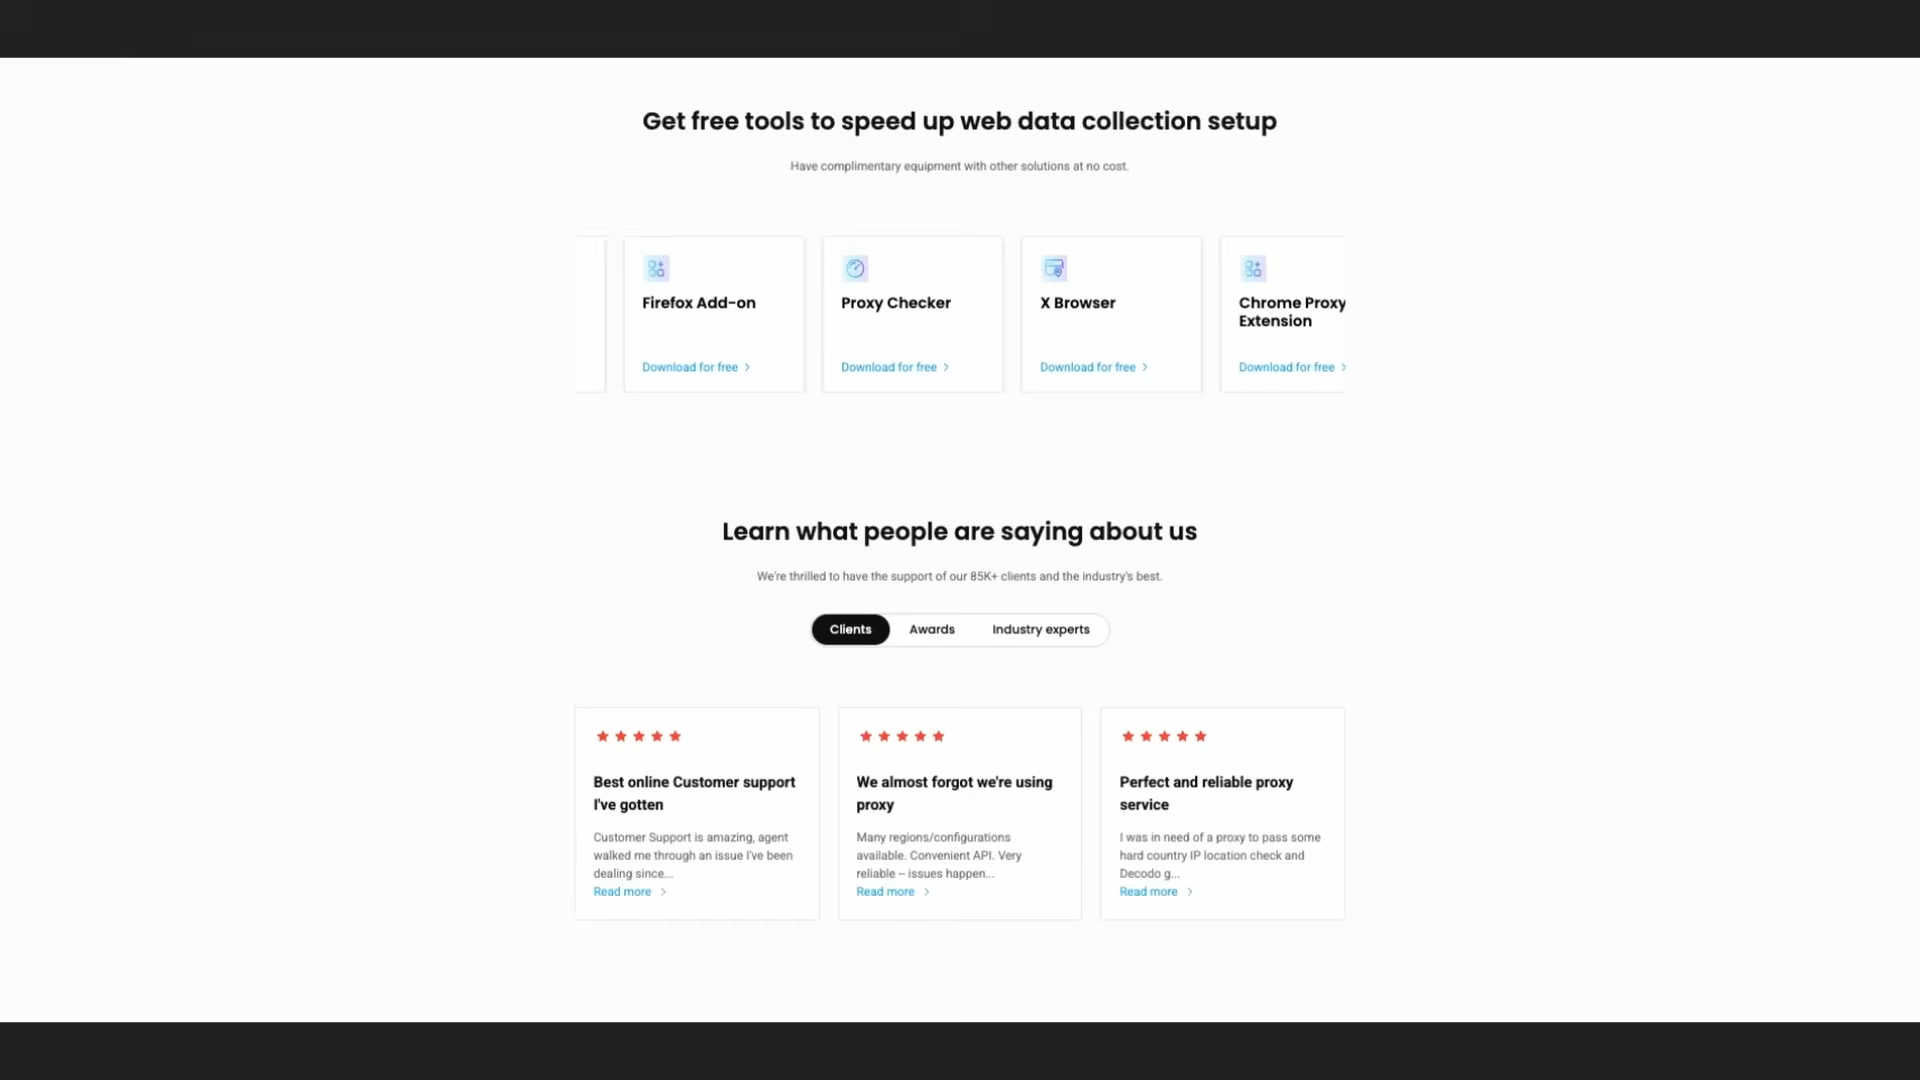 Get free tools to speed up web data collection setup
Have complimentary equipment with other solutions at no cost.
Firefox Add-on
Download for free
Proxy Checker
Download for free
X Browser
Download for free
Chrome Proxy
Extension
Download for free
Learn what people are saying about us
We're thrilled to have the support of our 85K+ clients and the industry's best.
Clients
Awards
Industry experts
Best online Customer support
I've gotten
Customer Support is amazing, agent
walked me through an issue I've been
dealing since...
Read more
We almost forgot we're using
proxy
Many regions/configurations
available. Convenient API. Very
reliable – issues happen...
Read more
Perfect and reliable proxy
service
I was in need of a proxy to pass some
hard country IP location check and
Decodo g...
Read more